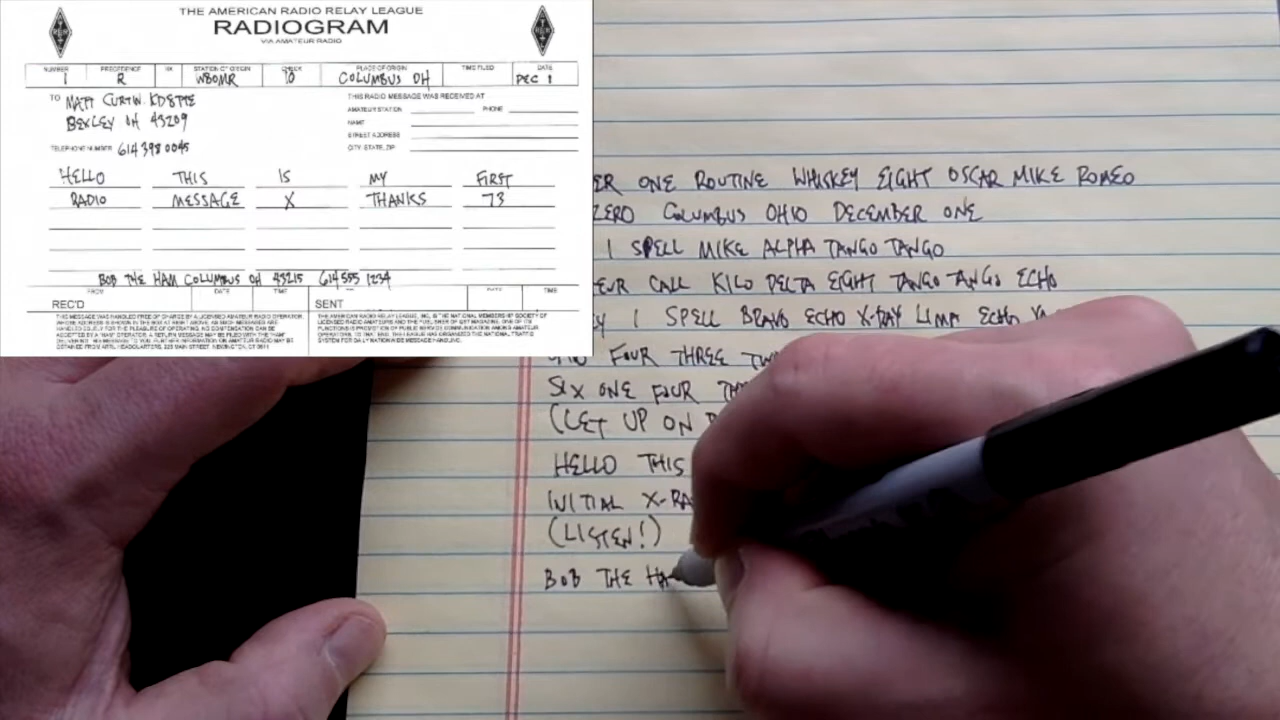 THE AMERICAN RADIO RELAY LEAGUE
RADIOGRAM
VIA AMATEUR RADIO
NUMBER PRECEDENCE HX STATION OF ORIGIN CHECK PLACE OF ORIGIN TIME FILED DATE
1 R WB0MR 10 COLUMBUS OH DEC 1
TO MATT CURTIN KD8TTE
BEXLEY OH 43209
TELEPHONE NUMBER 614 398 0045
THIS RADIO MESSAGE WAS RECEIVED AT
AMATEUR STATION PHONE
NAME
STREET ADDRESS
CITY, STATE, ZIP
HELLO THIS IS MY FIRST
RADIO MESSAGE X THANKS 73
BOB THE HAM COLUMBUS OH 43215 614 555 1234
FROM DATE TIME DATE TIME
REC'D SENT
ER ONE ROUTINE WHISKEY EIGHT OSCAR MIKE ROMEO
ZERO COLUMBUS OHIO DECEMBER ONE
I SPELL MIKE ALPHA TANGO TANGO
EUR CALL KILO DELTA EIGHT TANGO TANGO ECHO
Y I SPELL BRAVO ECHO X-RAY LIMA ECHO
FOUR THREE
SIX ONE FOUR
(LET UP ON
HELLO THIS
INITIAL X-RA
(LISTEN!)
BOB THE HA